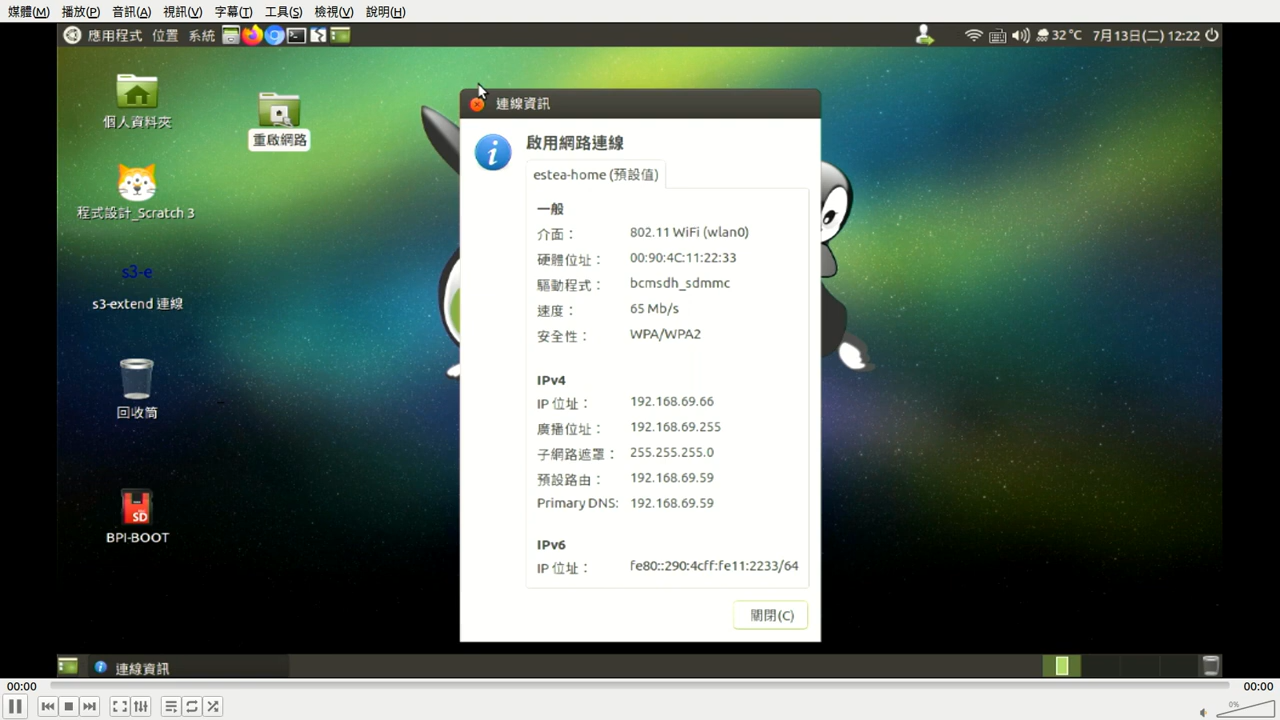 媒體(M) 播放(P) 音訊(A) 視訊(V) 字幕(T) 工具(S) 檢視(V) 說明(H)
應用程式 位置 系統 32 °C 7月13日(二) 12:22
個人資料夾
重啟網路
程式設計_Scratch 3
s3-e
s3-extend 連線
回收筒
SD
BPI-BOOT
連線資訊
啟用網路連線
estea-home (預設值)
一般
介面： 802.11 WiFi (wlan0)
硬體位址： 00:90:4C:11:22:33
驅動程式： bcmsdh_sdmmc
速度： 65 Mb/s
安全性： WPA/WPA2
IPv4
IP 位址： 192.168.69.66
廣播位址： 192.168.69.255
子網路遮罩： 255.255.255.0
預設路由： 192.168.69.59
Primary DNS: 192.168.69.59
IPv6
IP 位址： fe80::290:4cff:fe11:2233/64
關閉(C)
連線資訊
00:00 00:00
0%